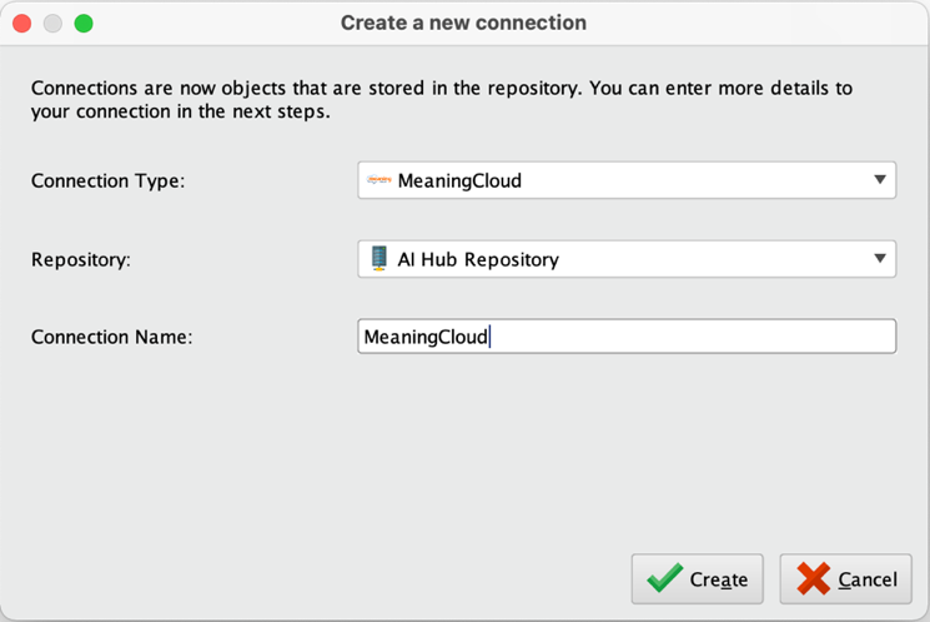 Create a new connection
Connections are now objects that are stored in the repository. You can enter more details to
your connection in the next steps.
Connection Type:
MeaningCloud
Repository:
AI Hub Repository
Connection Name:
MeaningCloud
Create
Cancel